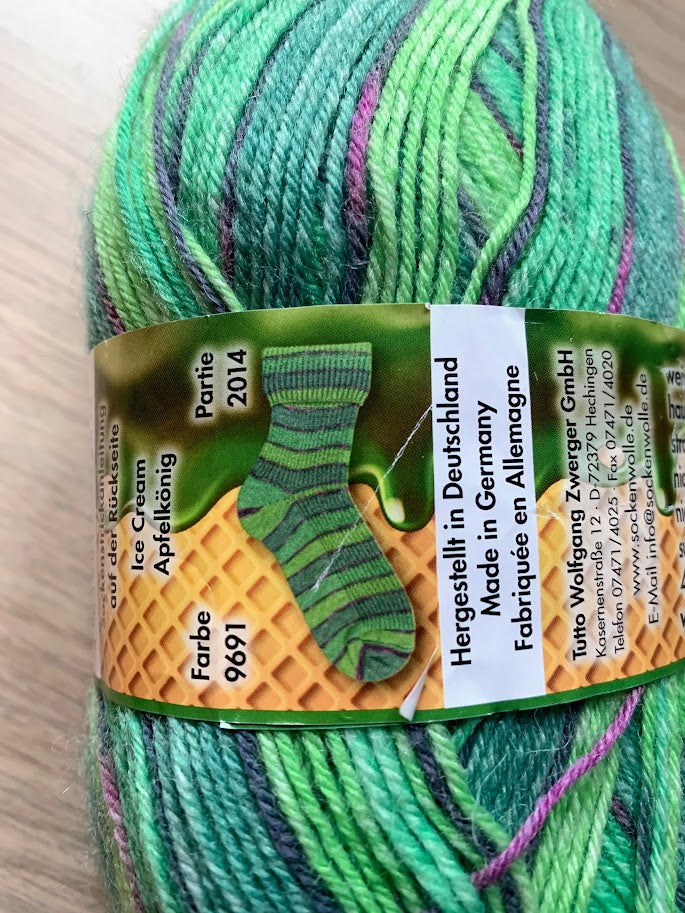 Sockenstrickanleitung
auf der Rückseite
Ice Cream
Apfelkönig
Partie
2014
Farbe
9691
Hergestellt in Deutschland
Made in Germany
Fabriquée en Allemagne
Tutto Wolfgang Zwerger GmbH
Kasernenstraße 12 · D-72379 Hechingen
Telefon 07471/4025 · Fax 07471/4020
www.sockenwolle.de
E-Mail info@sockenwolle.de